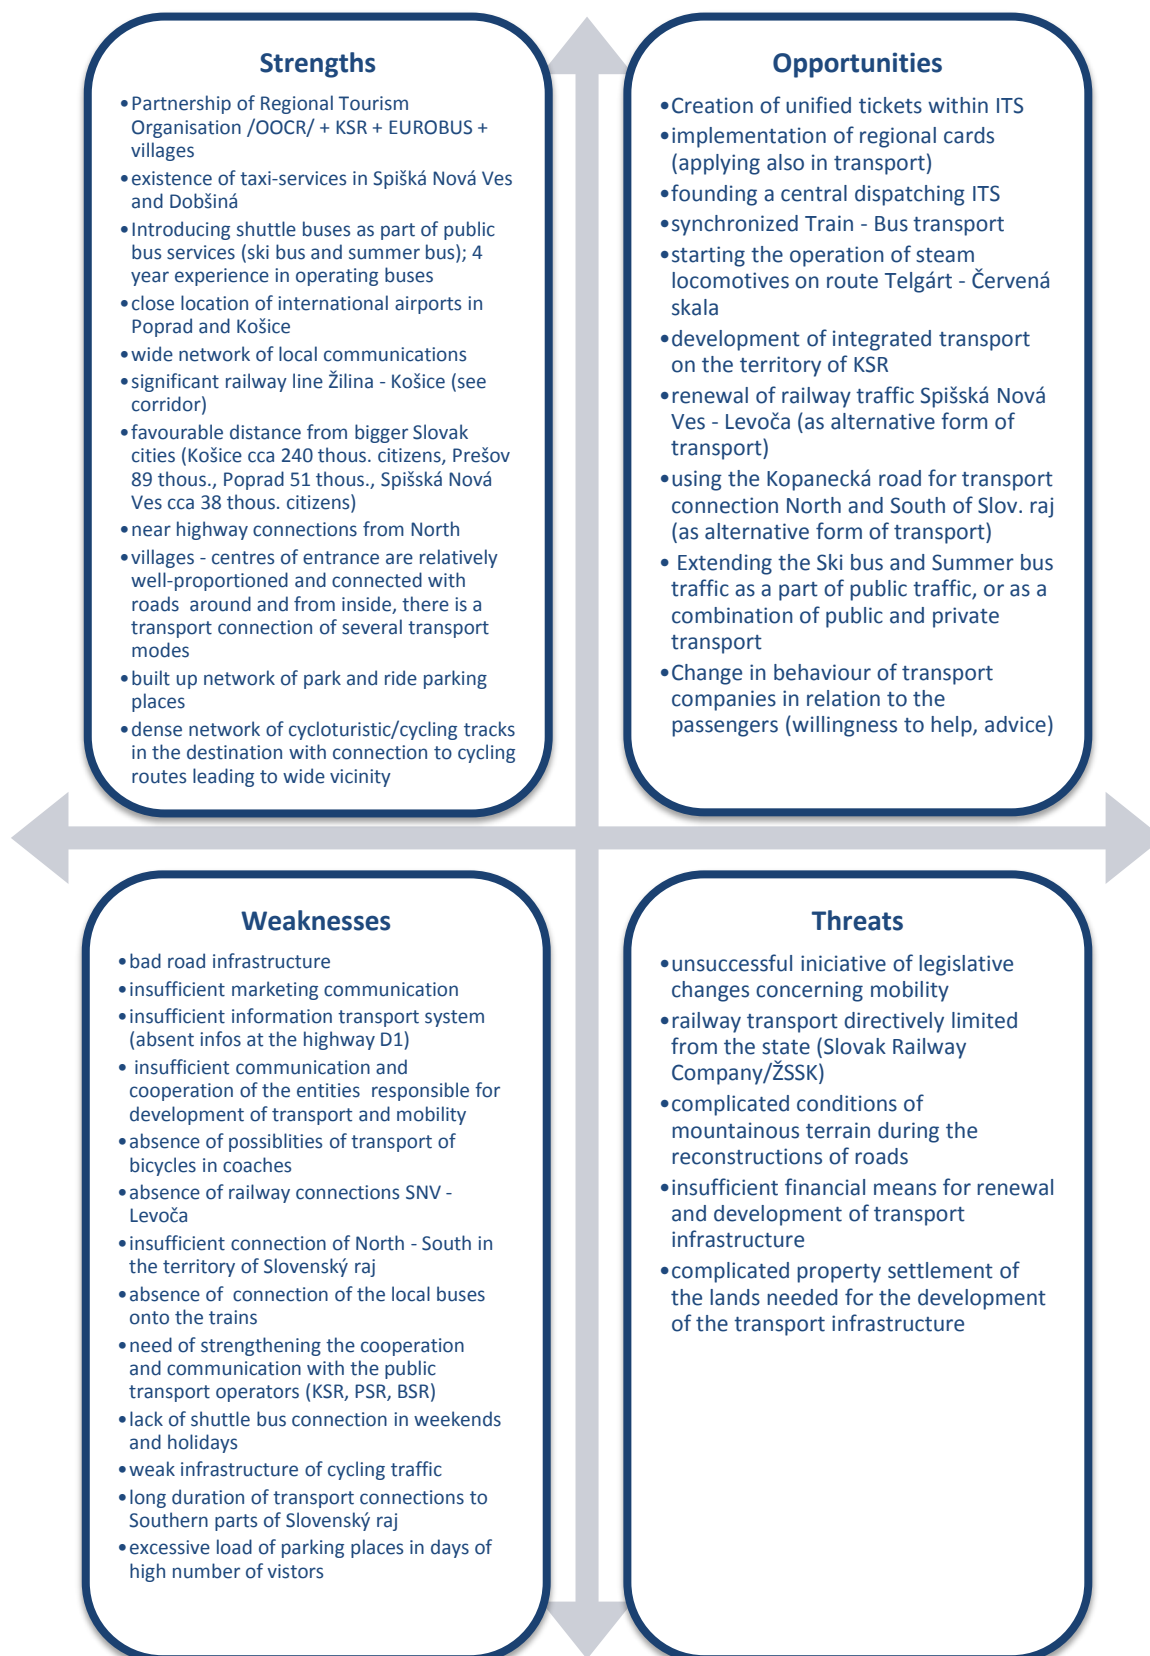 Strengths
•Partnership of Regional Tourism
Organisation /OOCR/ + KSR + EUROBUS +
villages
•existence of taxi-services in Spišká Nová Ves
and Dobšiná
•Introducing shuttle buses as part of public
bus services (ski bus and summer bus); 4
year experience in operating buses
•close location of international airports in
Poprad and Košice
•wide network of local communications
•significant railway line Žilina - Košice (see
corridor)
•favourable distance from bigger Slovak
cities (Košice cca 240 thous. citizens, Prešov
89 thous., Poprad 51 thous., Spišská Nová
Ves cca 38 thous. citizens)
•near highway connections from North
•villages - centres of entrance are relatively
well-proportioned and connected with
roads  around and from inside, there is a
transport connection of several transport
modes
•built up network of park and ride parking
places
•dense network of cycloturistic/cycling tracks
in the destination with connection to cycling
routes leading to wide vicinity
Opportunities
•Creation of unified tickets within ITS
•implementation of regional cards
(applying also in transport)
•founding a central dispatching ITS
•synchronized Train - Bus transport
•starting the operation of steam
locomotives on route Telgárt - Červená
skala
•development of integrated transport
on the territory of KSR
•renewal of railway traffic Spišská Nová
Ves - Levoča (as alternative form of
transport)
•using the Kopanecká road for transport
connection North and South of Slov. raj
(as alternative form of transport)
• Extending the Ski bus and Summer bus
traffic as a part of public traffic, or as a
combination of public and private
transport
•Change in behaviour of transport
companies in relation to the
passengers (willingness to help, advice)
Weaknesses
•bad road infrastructure
•insufficient marketing communication
•insufficient information transport system
(absent infos at the highway D1)
• insufficient communication and
cooperation of the entities  responsible for
development of transport and mobility
•absence of possiblities of transport of
bicycles in coaches
•absence of railway connections SNV -
Levoča
•insufficient connection of North - South in
the territory of Slovenský raj
•absence of  connection of the local buses
onto the trains
•need of strengthening the cooperation
and communication with the public
transport operators (KSR, PSR, BSR)
•lack of shuttle bus connection in weekends
and holidays
•weak infrastructure of cycling traffic
•long duration of transport connections to
Southern parts of Slovenský raj
•excessive load of parking places in days of
high number of vistors
Threats
•unsuccessful iniciative of legislative
changes concerning mobility
•railway transport directively limited
from the state (Slovak Railway
Company/ŽSSK)
•complicated conditions of
mountainous terrain during the
reconstructions of roads
•insufficient financial means for renewal
and development of transport
infrastructure
•complicated property settlement of
the lands needed for the development
of the transport infrastructure